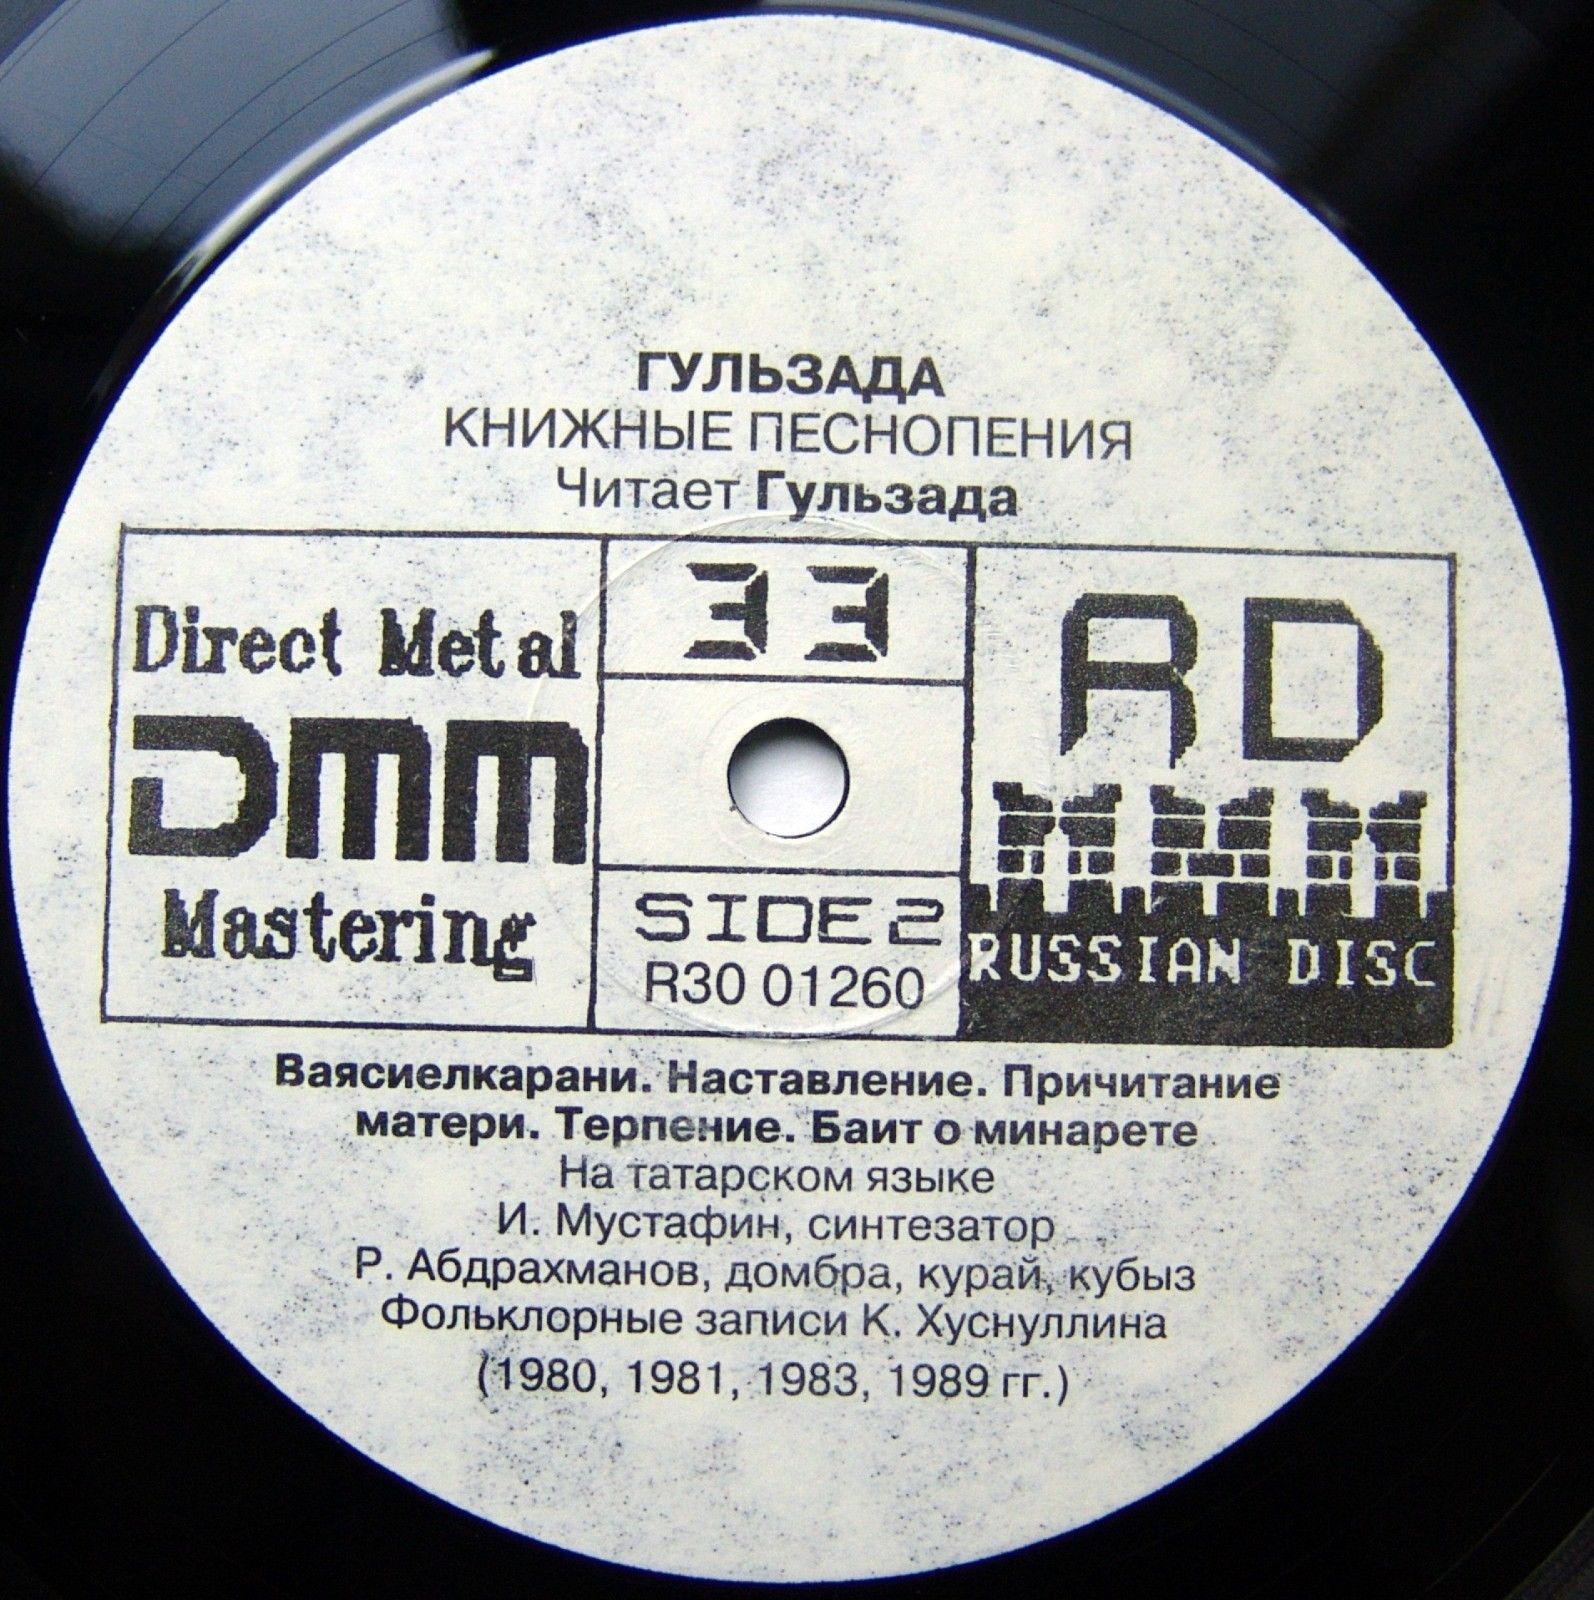 ГУЛЬЗАДА
КНИЖНЫЕ ПЕСНОПЕНИЯ
Читает Гульзада
Direct Metal
DMM
Mastering
33
SIDE 2
R30 01260
RD
RUSSIAN DISC
Ваясиелкарани. Наставление. Причитание
матери. Терпение. Баит о минарете
На татарском языке
И. Мустафин, синтезатор
Р. Абдрахманов, домбра, курай, кубыз
Фольклорные записи К. Хуснуллина
(1980, 1981, 1983, 1989 гг.)